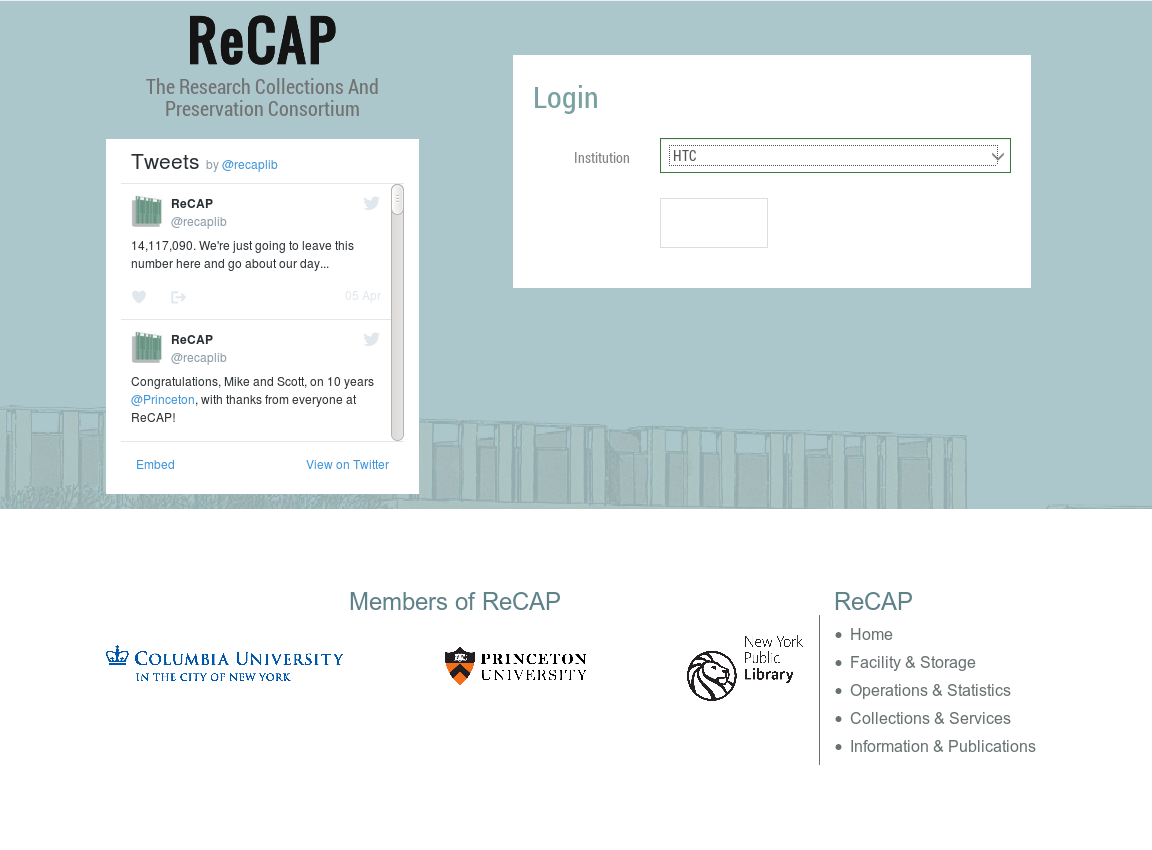 ReCAP
The Research Collections And
Preservation Consortium
Tweets by @recaplib
ReCAP
@recaplib
14,117,090. We're just going to leave this
number here and go about our day...
05 Apr
ReCAP
@recaplib
Congratulations, Mike and Scott, on 10 years
@Princeton, with thanks from everyone at
ReCAP!
Embed
View on Twitter
Login
Institution
HTC
Members of ReCAP
COLUMBIA UNIVERSITY
IN THE CITY OF NEW YORK
PRINCETON
UNIVERSITY
New York
Public
Library
ReCAP
Home
Facility & Storage
Operations & Statistics
Collections & Services
Information & Publications